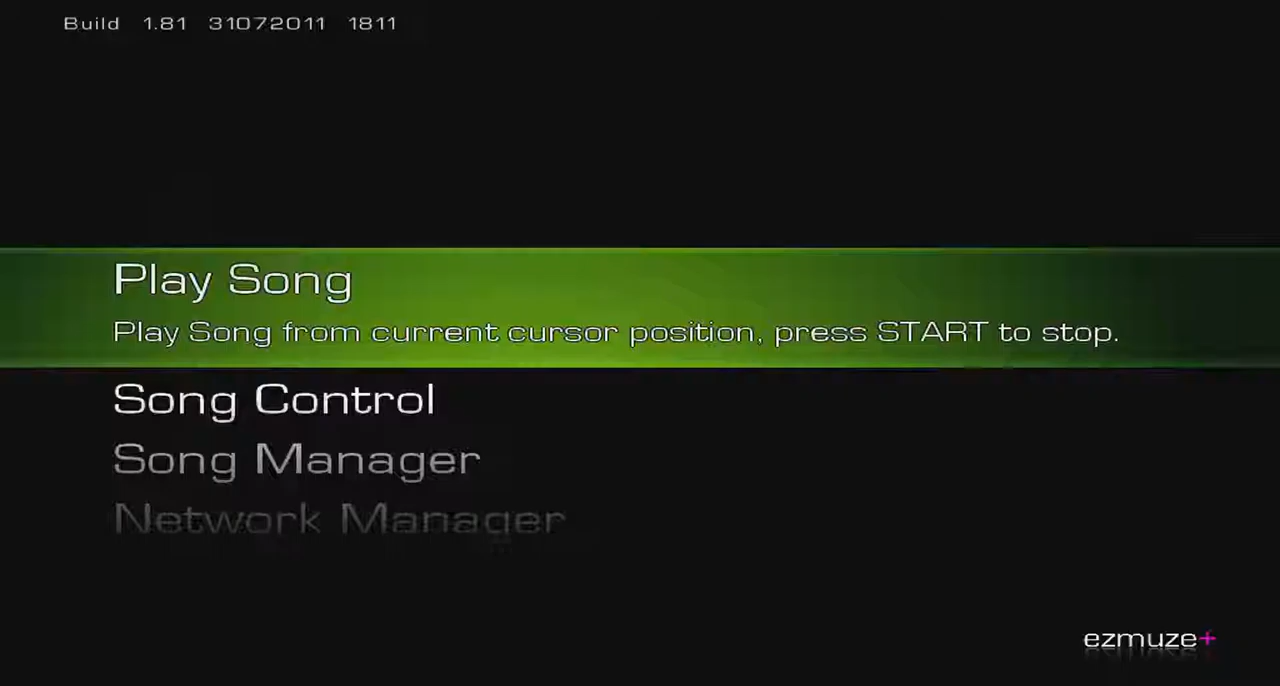 Build 1.81 31072011 1811
Play Song
Play Song from current cursor position, press START to stop.
Song Control
Song Manager
Network Manager
ezmuze+